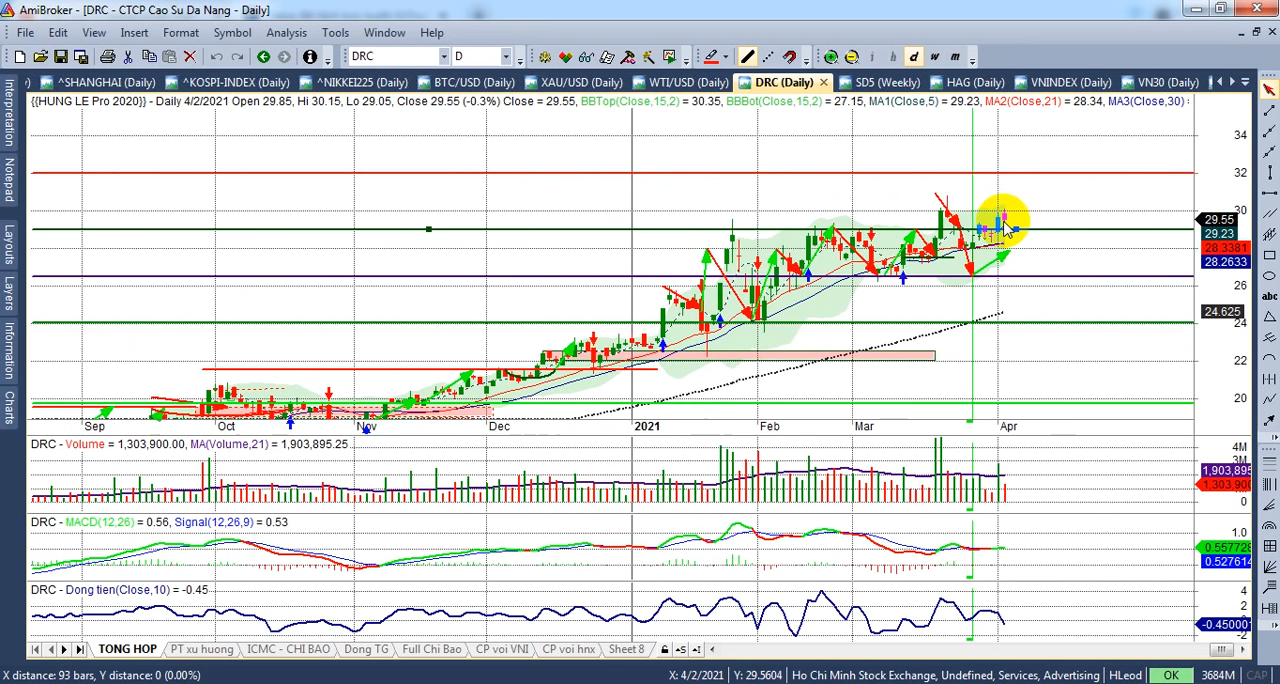 AmiBroker - [DRC - CTCP Cao Su Da Nang - Daily]
File Edit View Insert Format Symbol Analysis Tools Window Help
DRC D i h d w m
^SHANGHAI (Daily) ^KOSPI-INDEX (Daily) ^NIKKEI225 (Daily) BTC/USD (Daily) XAU/USD (Daily) WTI/USD (Daily) DRC (Daily) SD5 (Weekly) HAG (Daily) VNINDEX (Daily) VN30 (Daily)
{{HUNG LE Pro 2020}} - Daily 4/2/2021 Open 29.85, Hi 30.15, Lo 29.05, Close 29.55 (-0.3%) Close = 29.55, BBTop(Close,15,2) = 30.35, BBBot(Close,15,2) = 27.15, MA1(Close,5) = 29.23, MA2(Close,21) = 28.34, MA3(Close,30) =
Interpretation
Notepad
Layouts
Layers
Information
Charts
34
32
30
29.55
29.23
28.3381
28.2633
26
24.625
24
22
20
abc
Sep Oct Nov Dec 2021 Feb Mar Apr
DRC - Volume = 1,303,900.00, MA(Volume,21) = 1,903,895.25
4M
3M
1,903,895
1,303,900
0
DRC - MACD(12,26) = 0.56, Signal(12,26,9) = 0.53
1.0
0.557728
0.527614
DRC - Dong tien(Close,10) = -0.45
4
2
-0.450001
-2
TONG HOP PT xu huong ICMC - CHI BAO Dong TG Full Chi Bao CP voi VNI CP voi hnx Sheet 8
X distance: 93 bars, Y distance: 0 (0.00%) X: 4/2/2021 Y: 29.5604 Ho Chi Minh Stock Exchange, Undefined, Services, Advertising HLeod OK 3684M CAP